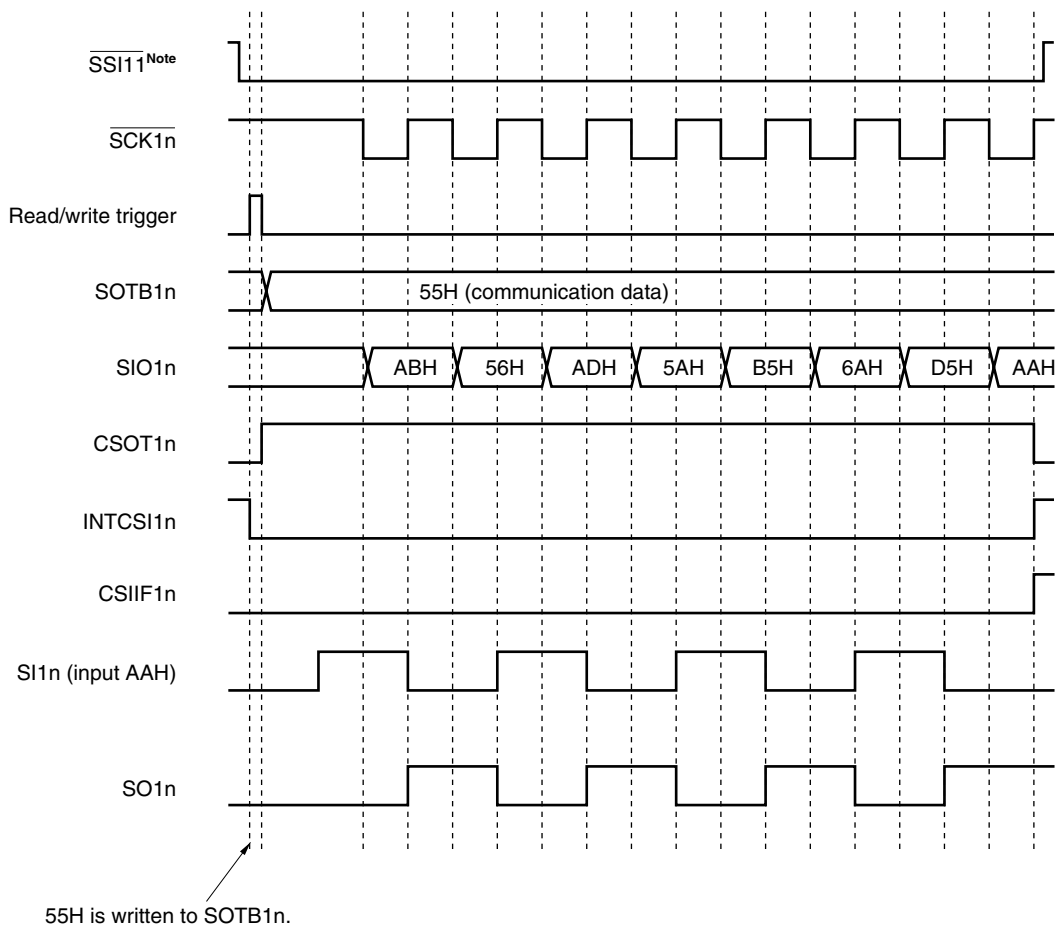 SSI11Note
SCK1n
Read/write trigger
SOTB1n
55H (communication data)
SIO1n
ABH 56H ADH 5AH B5H 6AH D5H AAH
CSOT1n
INTCSI1n
CSIIF1n
SI1n (input AAH)
SO1n
55H is written to SOTB1n.